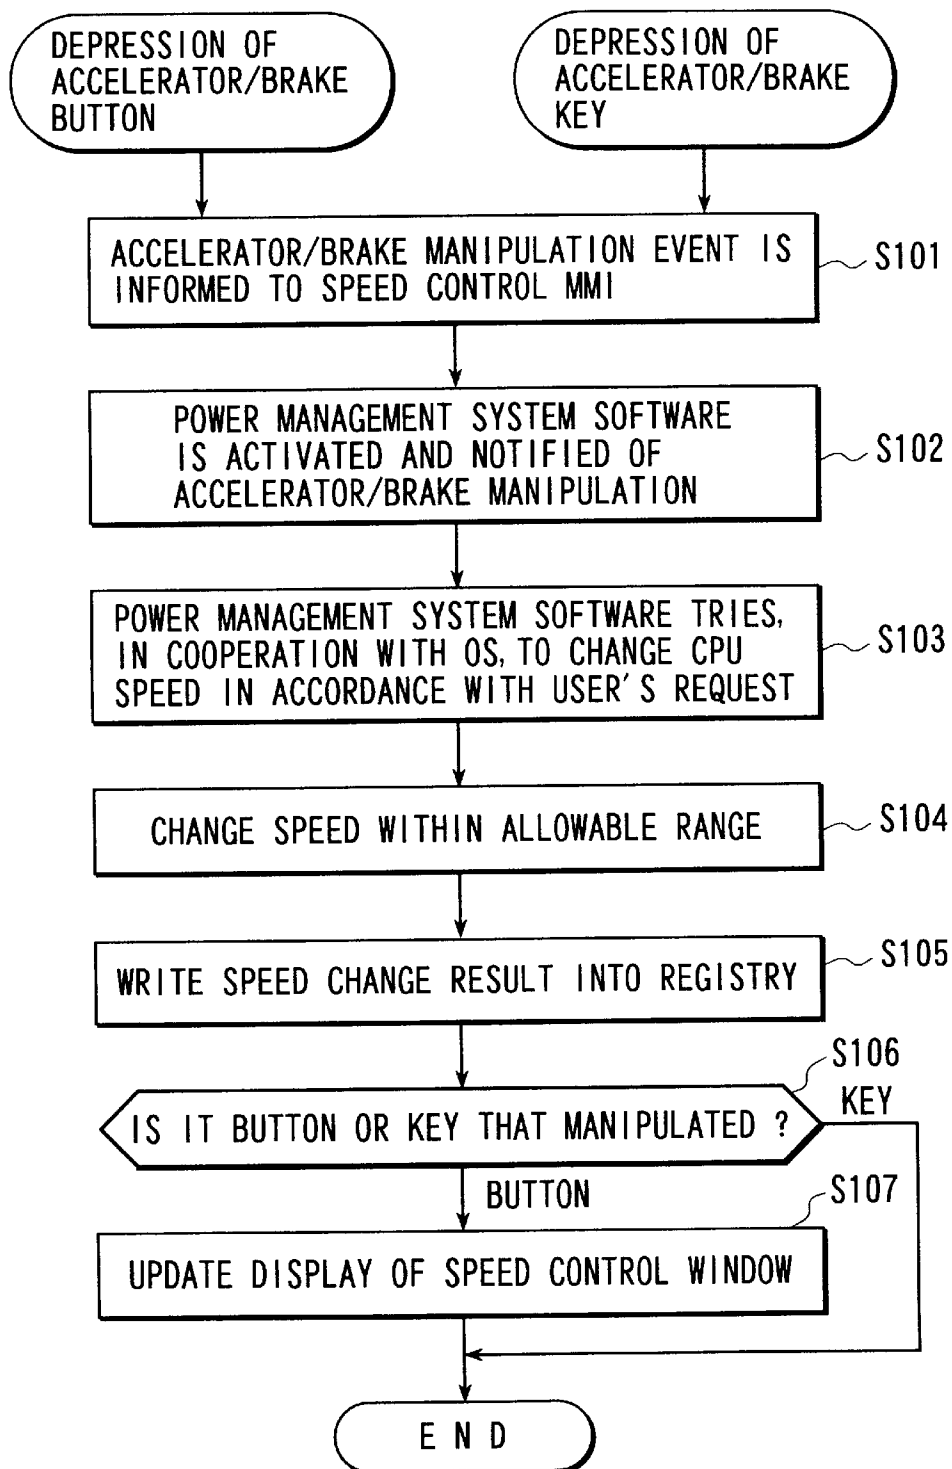 DEPRESSION OF
ACCELERATOR/BRAKE
BUTTON
DEPRESSION OF
ACCELERATOR/BRAKE
KEY
ACCELERATOR/BRAKE MANIPULATION EVENT IS
INFORMED TO SPEED CONTROL MMI
S101
POWER MANAGEMENT SYSTEM SOFTWARE
IS ACTIVATED AND NOTIFIED OF
ACCELERATOR/BRAKE MANIPULATION
S102
POWER MANAGEMENT SYSTEM SOFTWARE TRIES,
IN COOPERATION WITH OS, TO CHANGE CPU
SPEED IN ACCORDANCE WITH USER'S REQUEST
S103
CHANGE SPEED WITHIN ALLOWABLE RANGE
S104
WRITE SPEED CHANGE RESULT INTO REGISTRY
S105
S106
IS IT BUTTON OR KEY THAT MANIPULATED ?
KEY
BUTTON
S107
UPDATE DISPLAY OF SPEED CONTROL WINDOW
END